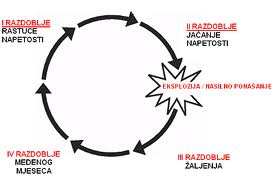 I RAZDOBLJE
RASTUĆE
NAPETOSTI
II RAZDOBLJE
JAČANJE
NAPETOSTI
EKSPLOZIJA / NASILNO PONAŠANJE
III RAZDOBLJE
ŽALJENJA
IV RAZDOBLJE
MEDENOG
MJESECA